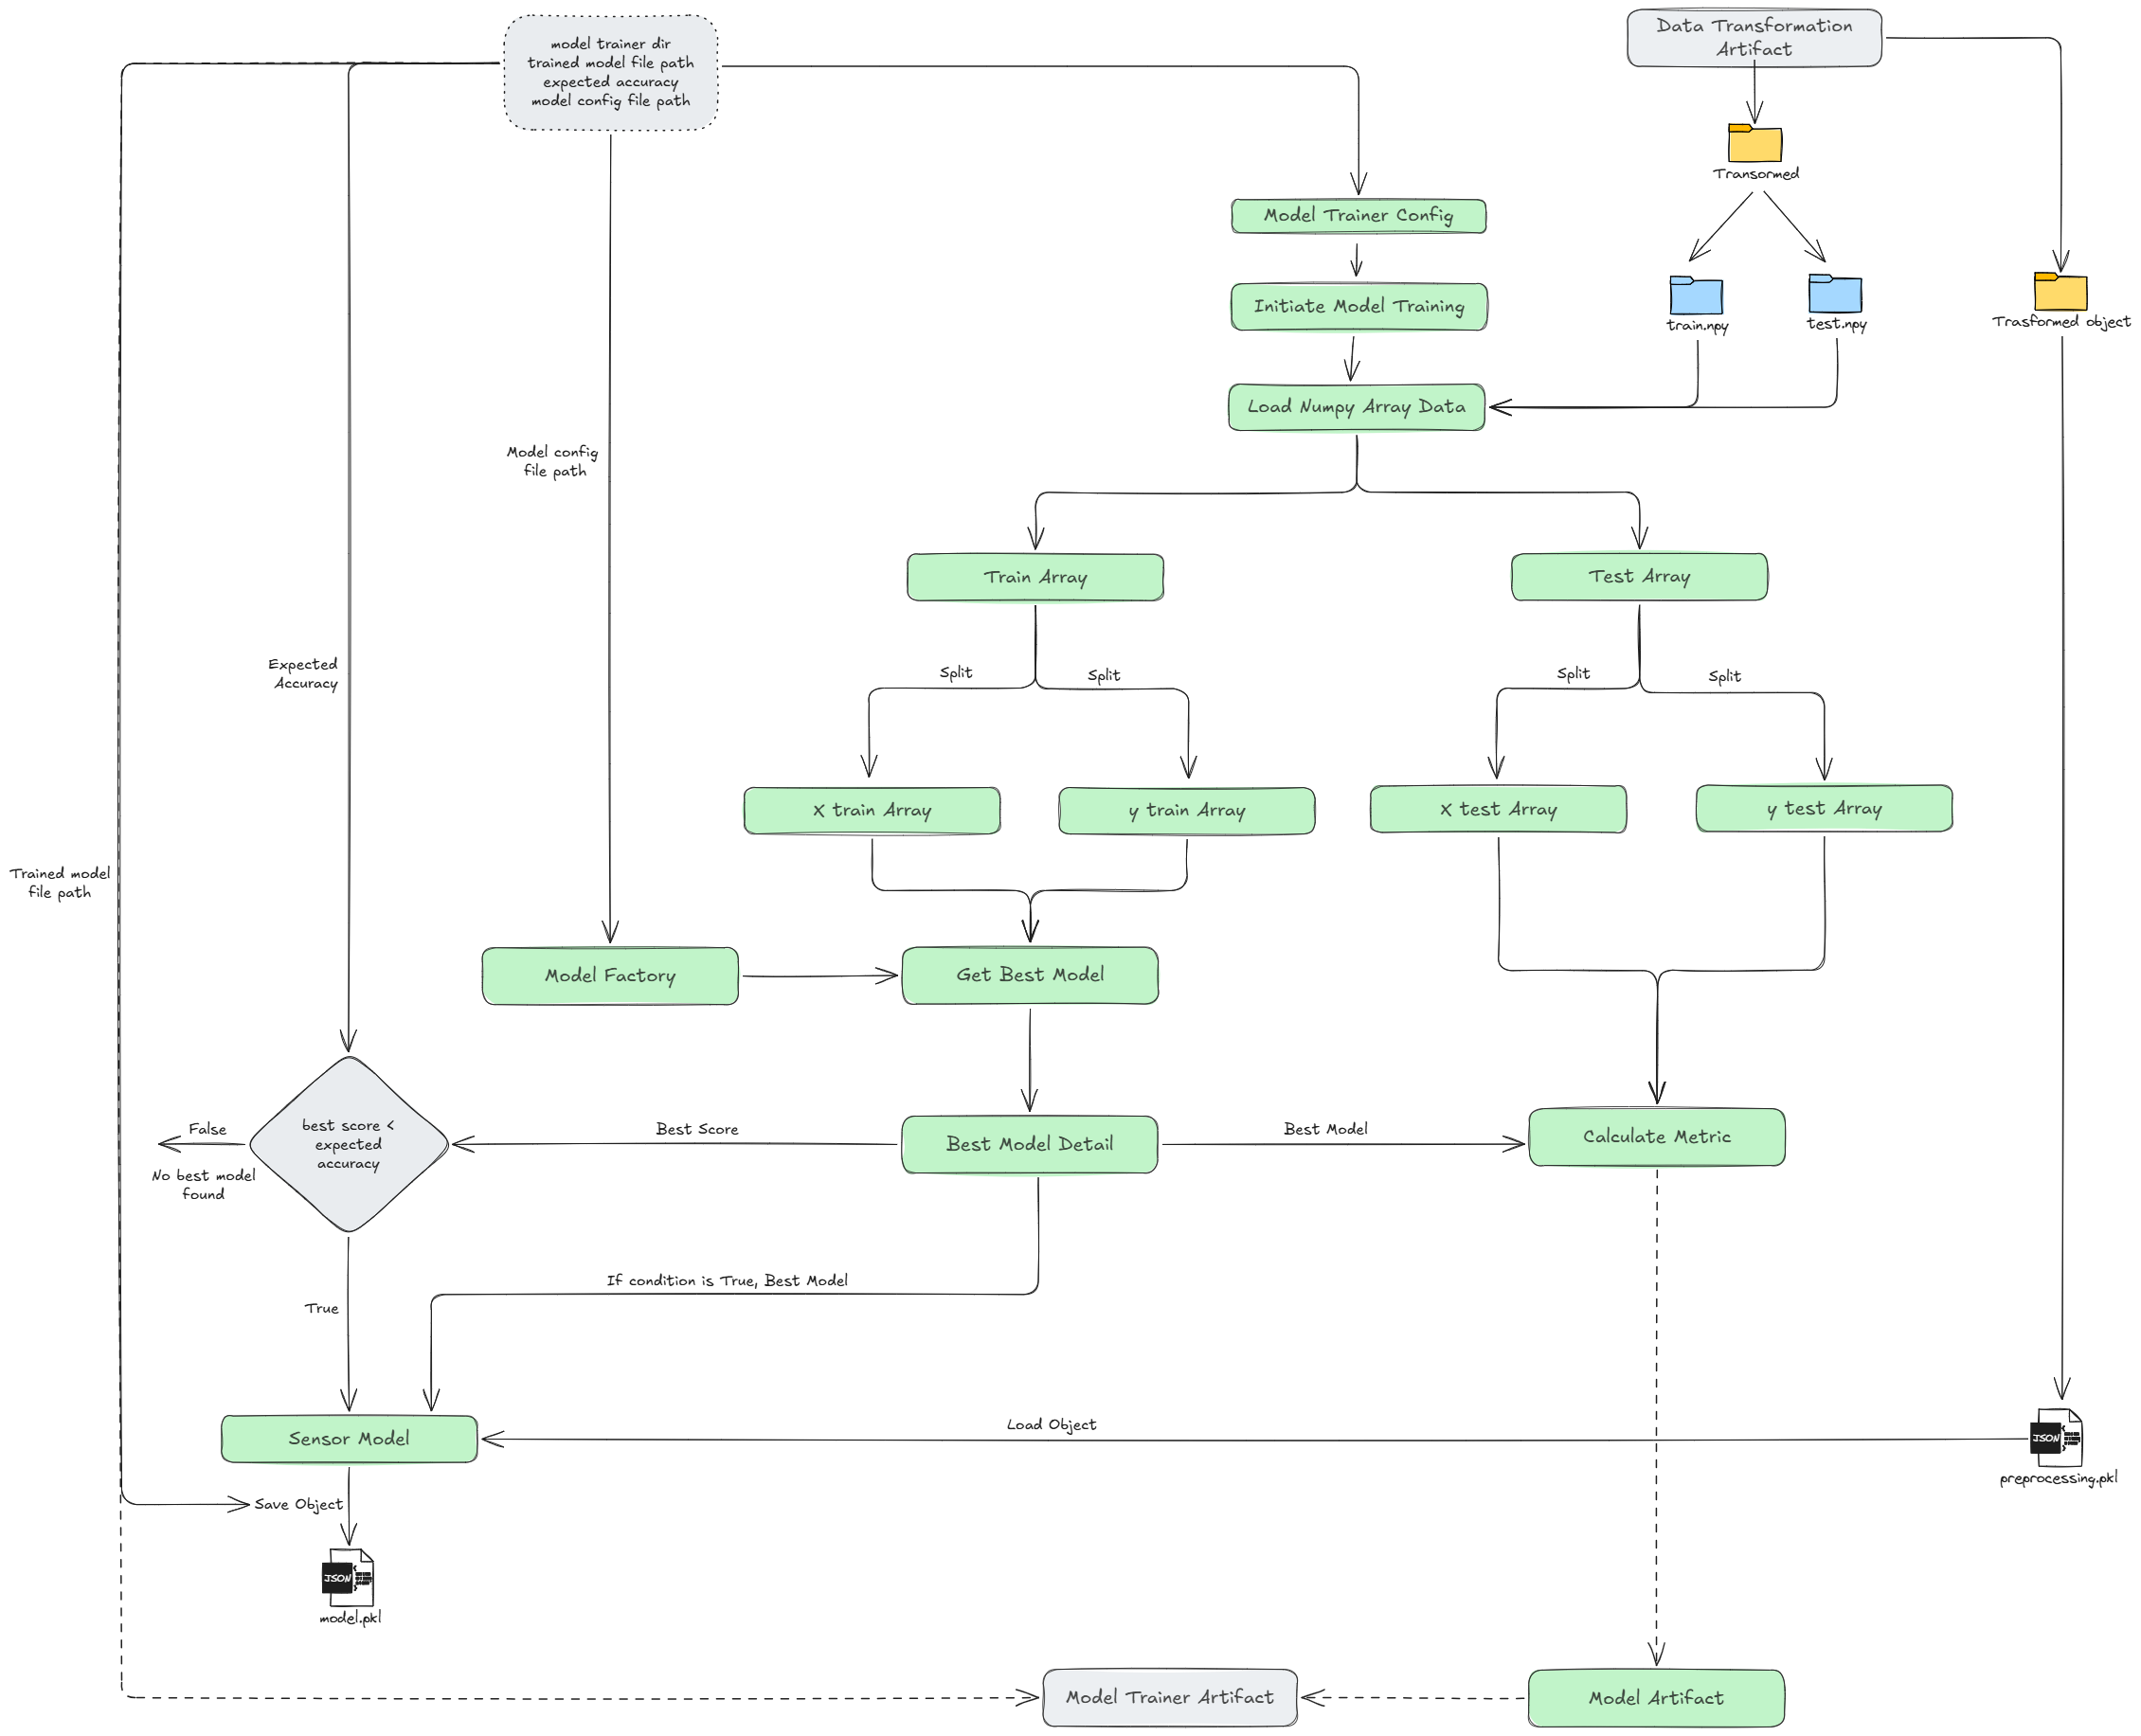 model trainer dir
trained model file path
expected accuracy
model config file path
Data Transformation
Artifact
Transormed
Model Trainer Config
Initiate Model Training
train.npy
test.npy
Trasformed object
Load Numpy Array Data
Model config
file path
Train Array
Test Array
Expected
Accuracy
Split
Split
Split
Split
X train Array
y train Array
X test Array
y test Array
Trained model
file path
Model Factory
Get Best Model
False
best score <
expected
accuracy
Best Score
Best Model Detail
Best Model
Calculate Metric
No best model
found
If condition is True, Best Model
True
Sensor Model
Load Object
JSON
preprocessing.pkl
Save Object
JSON
model.pkl
Model Trainer Artifact
Model Artifact